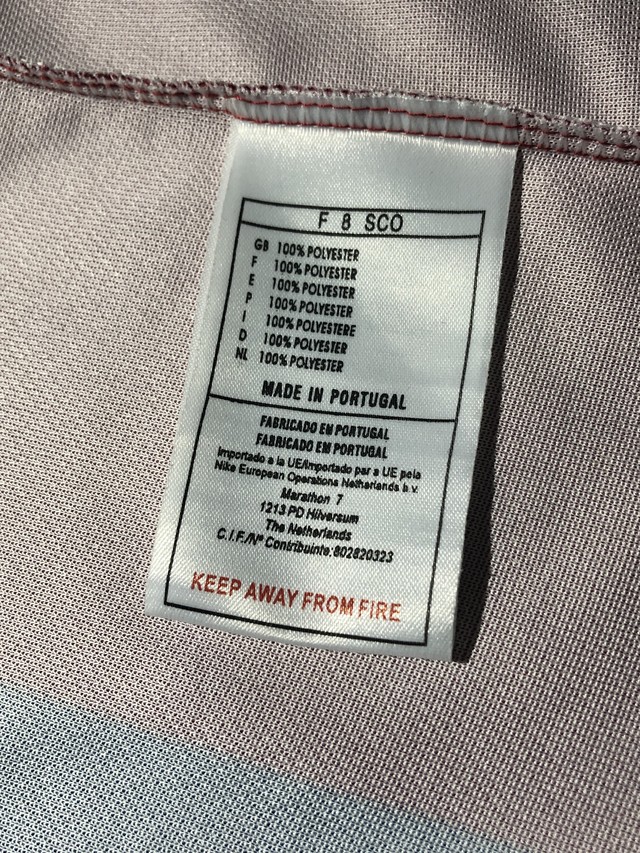 F 8 SCO
GB 100% POLYESTER
F 100% POLYESTER
E 100% POLYESTER
P 100% POLYESTER
I 100% POLYESTERE
D 100% POLYESTER
NL 100% POLYESTER
MADE IN PORTUGAL
FABRICADO EM PORTUGAL
FABRICADO EM PORTUGAL
Importado a la UE/Importado par a UE pela
Nike European Operations Netherlands b.v.
Marathon 7
1213 PD Hilversum
The Netherlands
C.I.F./Nº Contribuinte:802820323
KEEP AWAY FROM FIRE